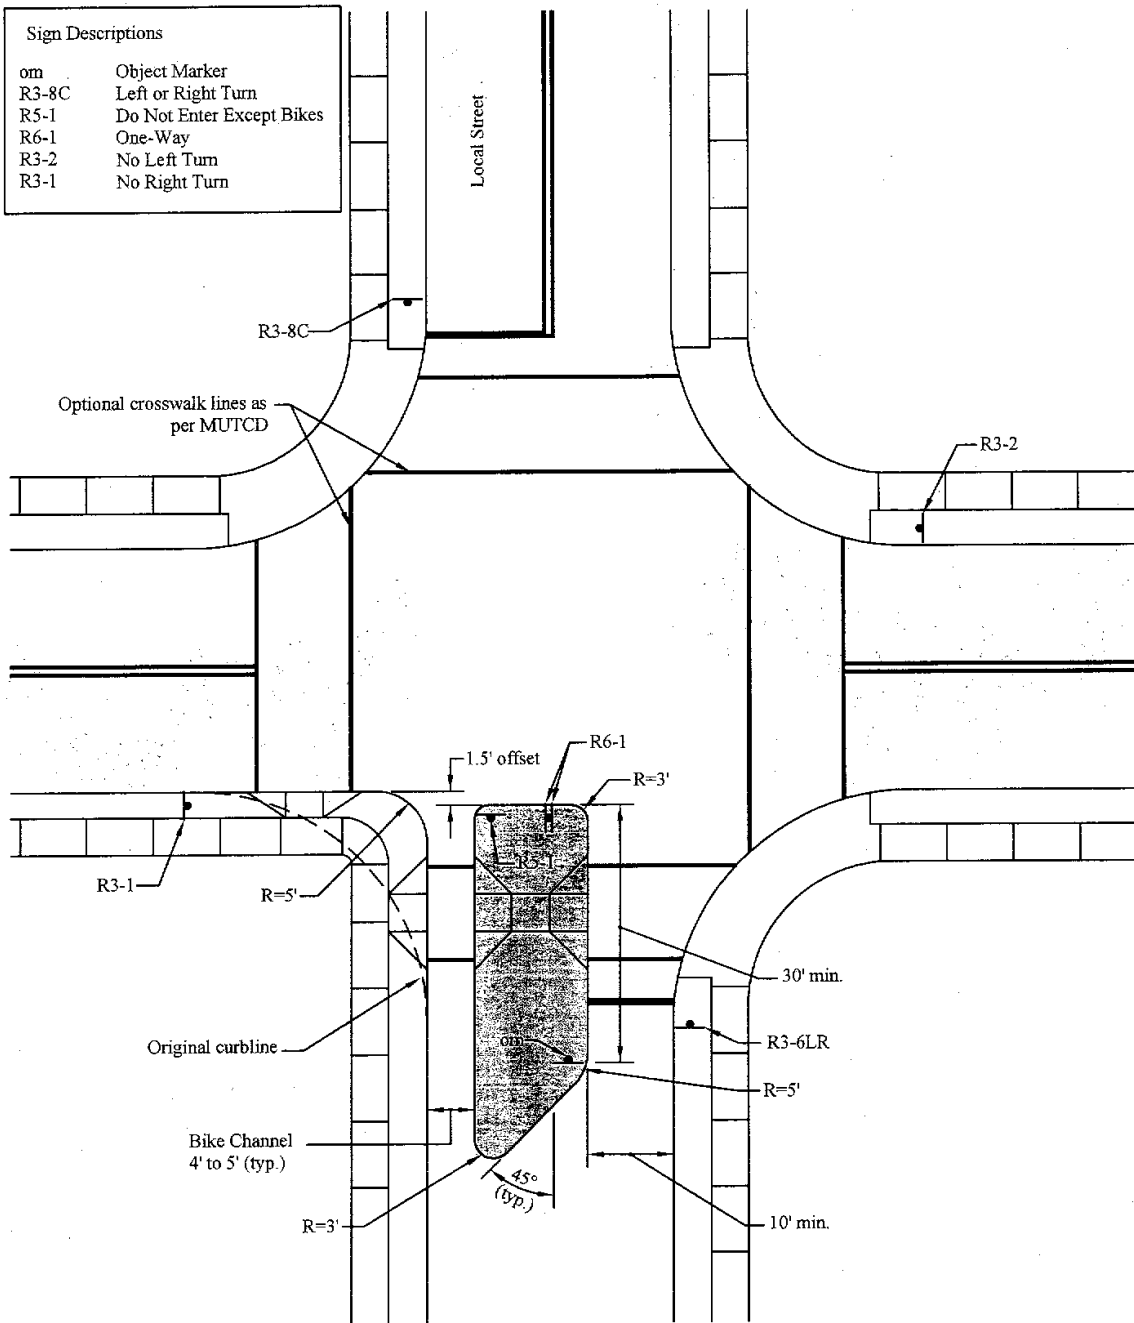 Sign Descriptions
om Object Marker
R3-8C Left or Right Turn
R5-1 Do Not Enter Except Bikes
R6-1 One-Way
R3-2 No Left Turn
R3-1 No Right Turn
Local Street
R3-8C
Optional crosswalk lines as
per MUTCD
R3-2
R6-1
1.5' offset
R=3'
R5-1
R3-1
R=5'
30' min.
Original curbline
om
R3-6LR
R=5'
Bike Channel
4' to 5' (typ.)
45°
(typ.)
R=3'
10' min.